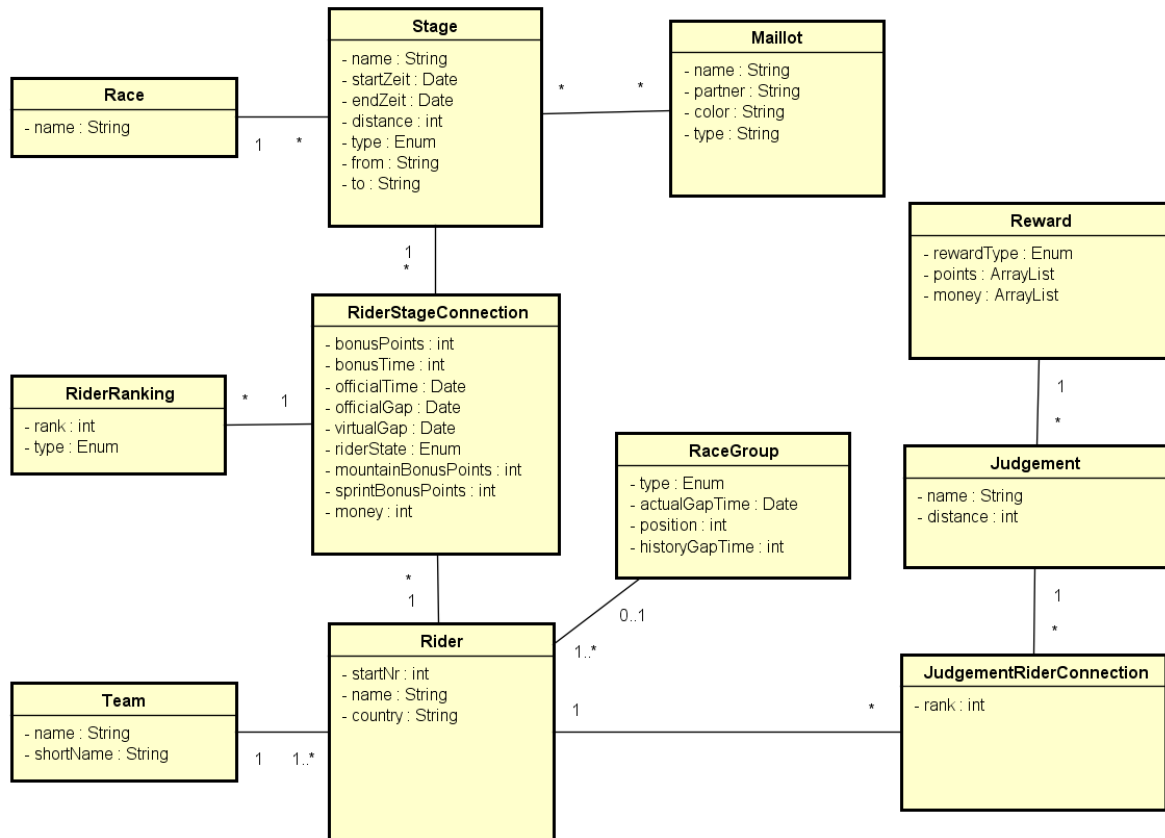 Stage
- name : String
- startZeit : Date
- endZeit : Date
- distance : int
- type : Enum
- from : String
- to : String
Maillot
- name : String
- partner : String
- color : String
- type : String
Race
- name : String
1
*
*
*
1
*
Reward
- rewardType : Enum
- points : ArrayList
- money : ArrayList
RiderStageConnection
- bonusPoints : int
- bonusTime : int
- officialTime : Date
- officialGap : Date
- virtualGap : Date
- riderState : Enum
- mountainBonusPoints : int
- sprintBonusPoints : int
- money : int
RiderRanking
- rank : int
- type : Enum
*
1
1
*
RaceGroup
- type : Enum
- actualGapTime : Date
- position : int
- historyGapTime : int
Judgement
- name : String
- distance : int
*
1
0..1
1..*
1
*
Rider
- startNr : int
- name : String
- country : String
Team
- name : String
- shortName : String
1
1..*
1
*
JudgementRiderConnection
- rank : int